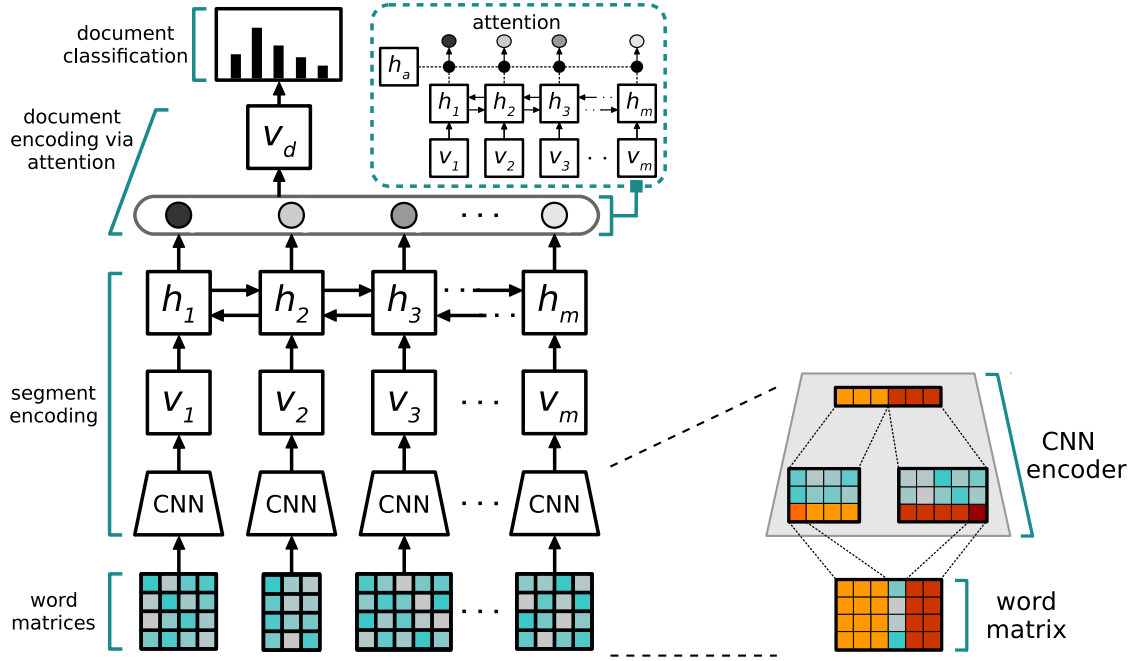 document
classification
attention
h_a
h_1 h_2 h_3 h_m
v_1 v_2 v_3 · · v_m
document
encoding via
attention
v_d
· · ·
h_1 h_2 h_3 · · · h_m
segment
encoding
v_1 v_2 v_3 · · · v_m
CNN CNN CNN · · · CNN
word
matrices
· · ·
CNN
encoder
word
matrix